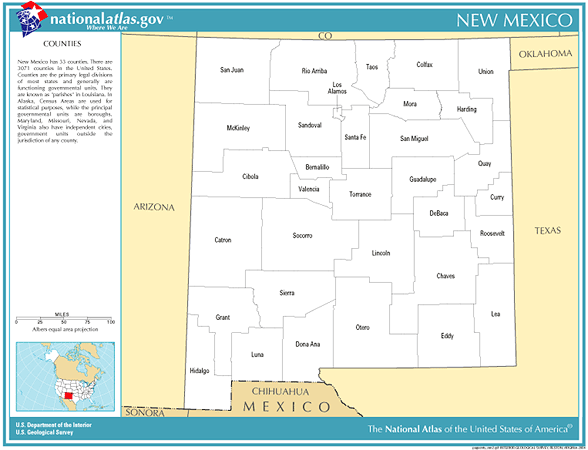 nationalatlas.gov™
Where We Are
NEW MEXICO
COUNTIES
New Mexico has 33 counties. There are
3071 counties in the United States.
Counties are the primary legal divisions
of most states and generally are
functioning governmental units. They
are known as "parishes" in Louisiana. In
Alaska, Census Areas are used for
statistical purposes, while the principal
governmental units are boroughs.
Maryland, Missouri, Nevada, and
Virginia also have independent cities,
government units outside the
jurisdiction of any county.
CO
OKLAHOMA
San Juan
Rio Arriba
Taos
Colfax
Union
Los
Alamos
Mora
Harding
McKinley
Sandoval
Santa Fe
San Miguel
Bernalillo
Quay
Cibola
Valencia
Torrance
Guadalupe
Curry
ARIZONA
DeBaca
TEXAS
Catron
Socorro
Roosevelt
Lincoln
Chaves
Sierra
Grant
Otero
Lea
Eddy
Dona Ana
Luna
Hidalgo
MILES
0 25 50 75 100
Albers equal area projection
CHIHUAHUA
MEXICO
SONORA
U.S. Department of the Interior
U.S. Geological Survey
The National Atlas of the United States of America®